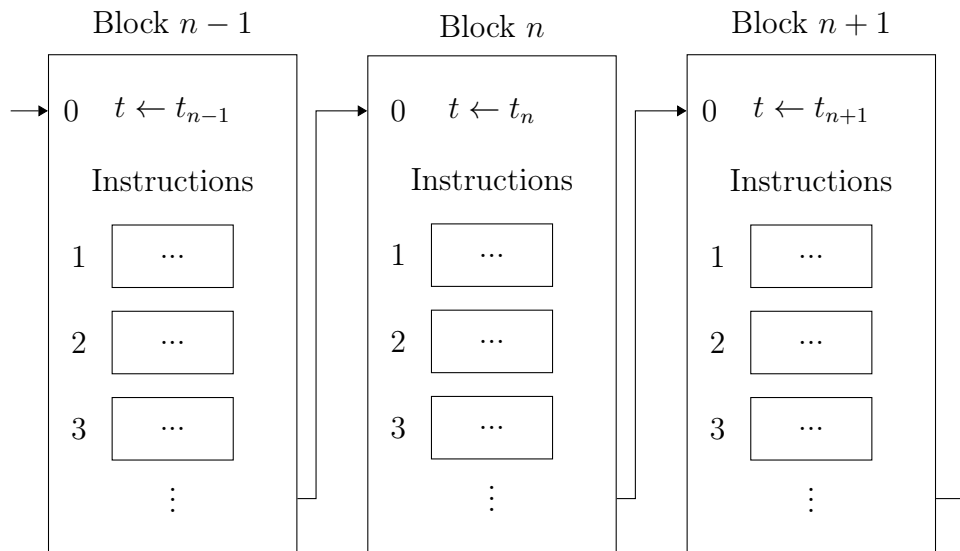 Block n − 1
0 t ← tₙ₋₁
Instructions
1 ...
2 ...
3 ...
⋮
Block n
0 t ← tₙ
Instructions
1 ...
2 ...
3 ...
⋮
Block n + 1
0 t ← tₙ₊₁
Instructions
1 ...
2 ...
3 ...
⋮